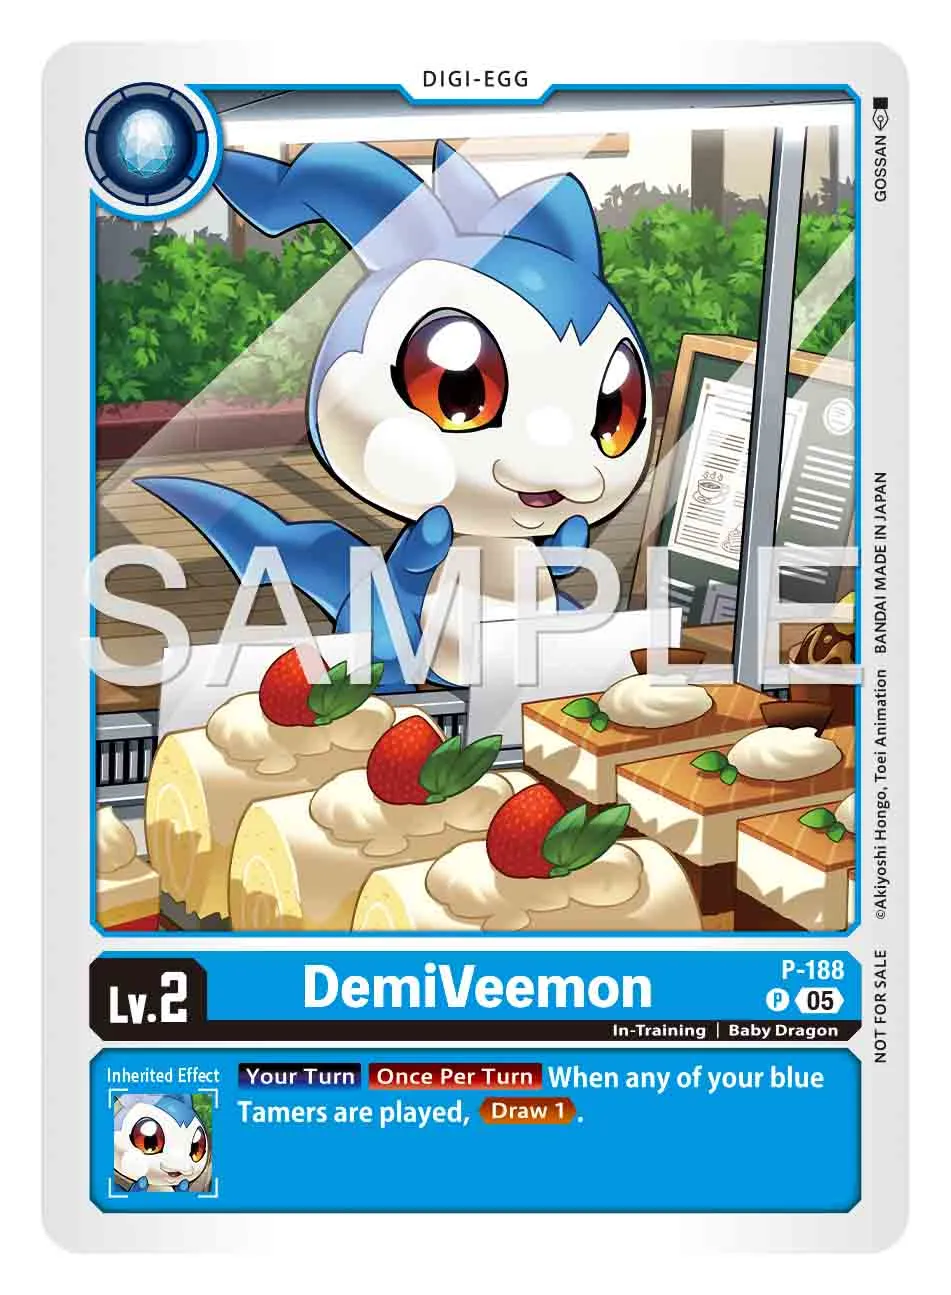 DIGI-EGG
GOSSAN
SAMPLE
BANDAI MADE IN JAPAN
©Akiyoshi Hongo, Toei Animation
NOT FOR SALE
Lv.2
DemiVeemon
P-188
P 05
In-Training | Baby Dragon
Inherited Effect
Your Turn Once Per Turn When any of your blue
Tamers are played, Draw 1.